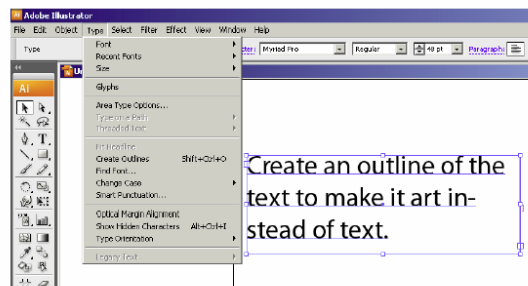 Adobe Illustrator
File Edit Object Type Select Filter Effect View Window Help
Type
Myriad Pro Regular 48 pt Paragraph:
Font
Recent Fonts
Size
Glyphs
Area Type Options...
Type on a Path
Threaded Text
Fit Headline
Create Outlines Shift+Ctrl+O
Find Font...
Change Case
Smart Punctuation...
Optical Margin Alignment
Show Hidden Characters Alt+Ctrl+I
Type Orientation
Legacy Text
Ai
Create an outline of the
text to make it art in-
stead of text.